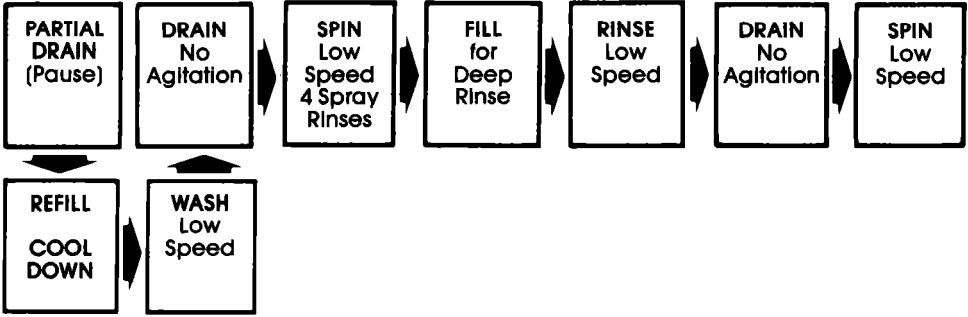 PARTIAL
DRAIN
(Pause)
REFILL
COOL
DOWN
WASH
Low
Speed
DRAIN
No
Agitation
SPIN
Low
Speed
4 Spray
Rinses
FILL
for
Deep
Rinse
RINSE
Low
Speed
DRAIN
No
Agitation
SPIN
Low
Speed